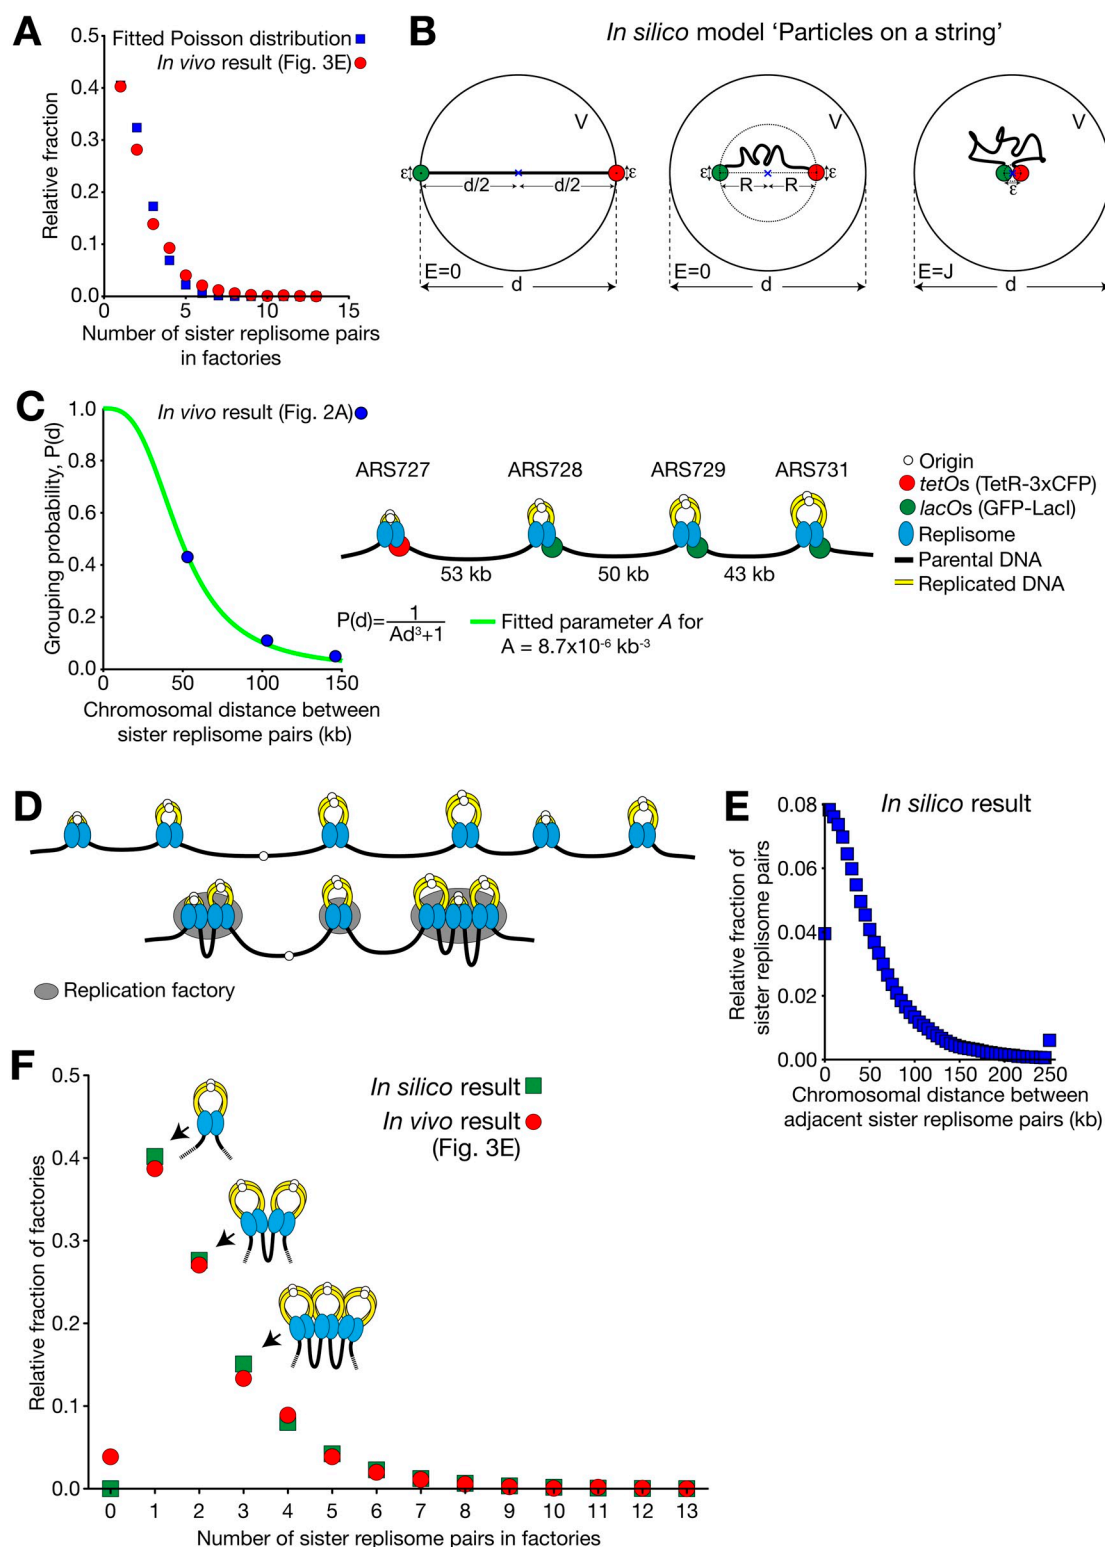 A
0.5
Fitted Poisson distribution
In vivo result (Fig. 3E)
0.4
0.3
0.2
0.1
0.0
Relative fraction
0 5 10 15
Number of sister replisome pairs
in factories
B
In silico model ‘Particles on a string’
V
ε
d/2 d/2
ε
E=0
d
V
ε
R R
ε
E=0
d
V
ε
E=J
d
C
1.0
In vivo result (Fig. 2A)
0.8
0.6
0.4
0.2
0.0
Grouping probability, P(d)
0 50 100 150
Chromosomal distance between
sister replisome pairs (kb)
ARS727 ARS728 ARS729 ARS731
53 kb 50 kb 43 kb
P(d)=1/Ad³+1
Fitted parameter A for
A = 8.7x10⁻⁶ kb⁻³
Origin
tetOs (TetR-3xCFP)
lacOs (GFP-LacI)
Replisome
Parental DNA
Replicated DNA
D
Replication factory
E
In silico result
0.08
0.06
0.04
0.02
0.00
Relative fraction of
sister replisome pairs
0 50 100 150 200 250
Chromosomal distance between
adjacent sister replisome pairs (kb)
F
0.5
In silico result
In vivo result
(Fig. 3E)
0.4
0.3
0.2
0.1
0.0
Relative fraction of factories
0 1 2 3 4 5 6 7 8 9 10 11 12 13
Number of sister replisome pairs in factories